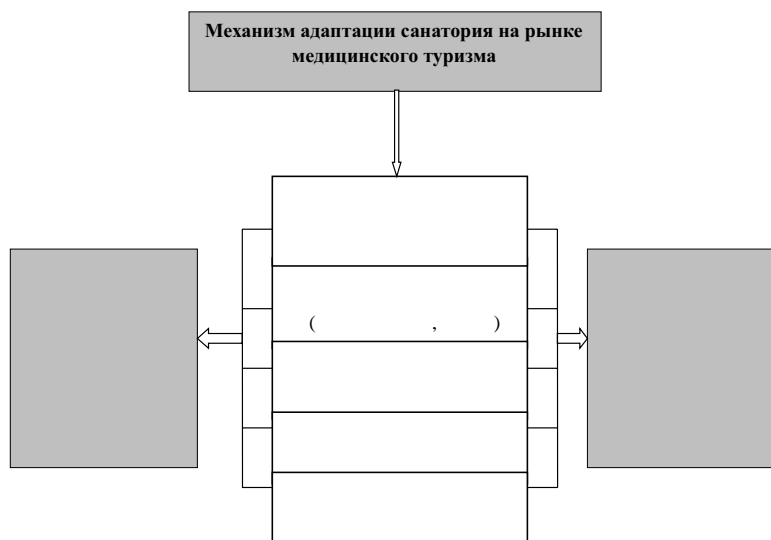 Механизм адаптации санатория на рынке
медицинского туризма
( , )